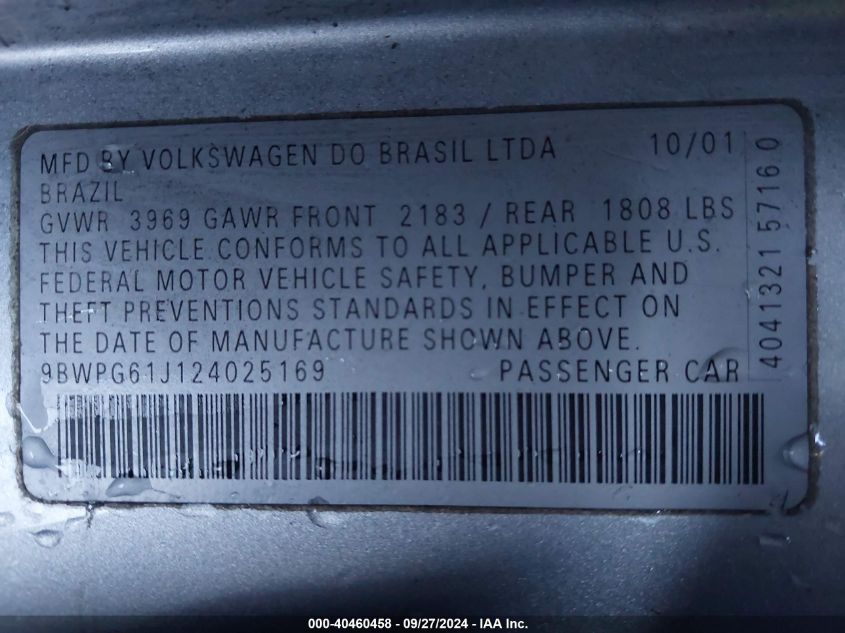 MFD BY VOLKSWAGEN DO BRASIL LTDA 10/01
BRAZIL
GVWR 3969 GAWR FRONT 2183 / REAR 1808 LBS
THIS VEHICLE CONFORMS TO ALL APPLICABLE U.S.
FEDERAL MOTOR VEHICLE SAFETY, BUMPER AND
THEFT PREVENTIONS STANDARDS IN EFFECT ON
THE DATE OF MANUFACTURE SHOWN ABOVE.
9BWPG61J124025169 PASSENGER CAR
4041321 57160
000-40460458 - 09/27/2024 - IAA Inc.